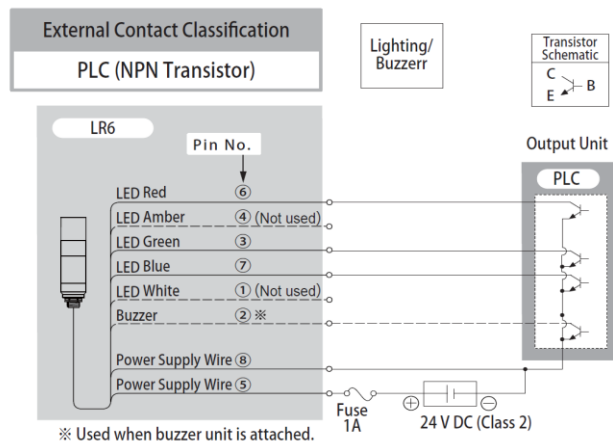 External Contact Classification
PLC (NPN Transistor)
Lighting/
Buzzerr
Transistor
Schematic
C
B
E
LR6
Pin No.
Output Unit
PLC
LED Red ⑥
LED Amber ④ (Not used)
LED Green ③
LED Blue ⑦
LED White ① (Not used)
Buzzer ② ※
Power Supply Wire ⑧
Power Supply Wire ⑤
Fuse
1A
⊕ ⊖
24 V DC (Class 2)
※ Used when buzzer unit is attached.